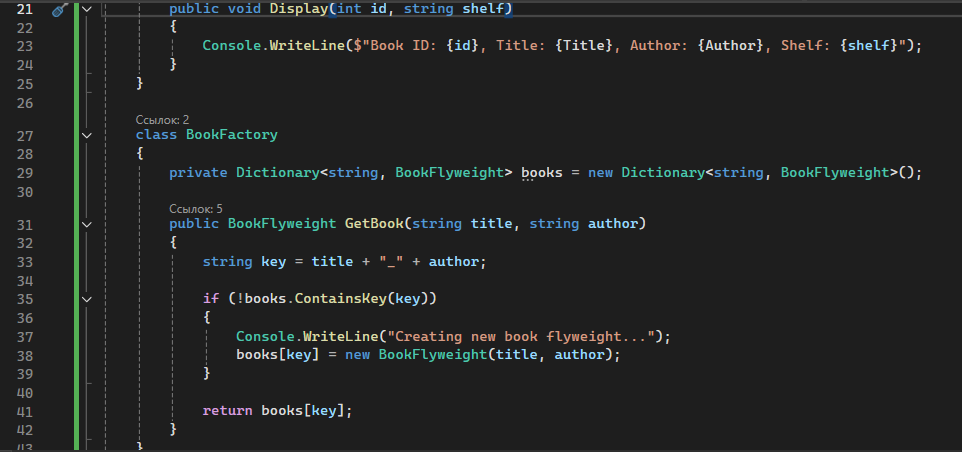 21 public void Display(int id, string shelf)
22 {
23 Console.WriteLine($"Book ID: {id}, Title: {Title}, Author: {Author}, Shelf: {shelf}");
24 }
25 }
26
Ссылок: 2
27 class BookFactory
28 {
29 private Dictionary<string, BookFlyweight> books = new Dictionary<string, BookFlyweight>();
30
Ссылок: 5
31 public BookFlyweight GetBook(string title, string author)
32 {
33 string key = title + "_" + author;
34
35 if (!books.ContainsKey(key))
36 {
37 Console.WriteLine("Creating new book flyweight...");
38 books[key] = new BookFlyweight(title, author);
39 }
40
41 return books[key];
42 }
43 }